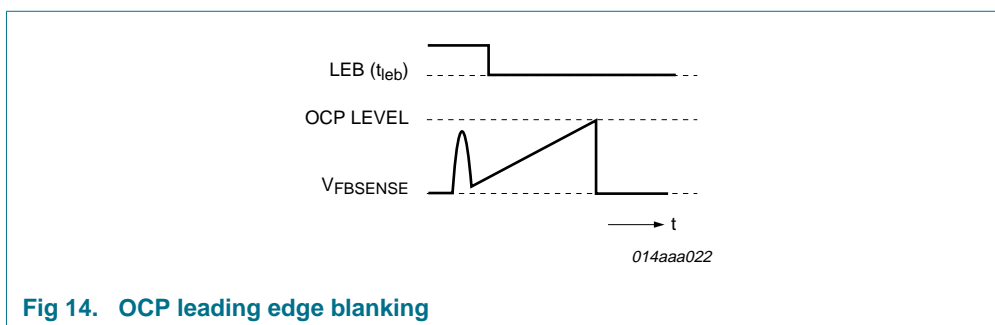 LEB (tleb)
OCP LEVEL
VFBSENSE
t
014aaa022
Fig 14. OCP leading edge blanking